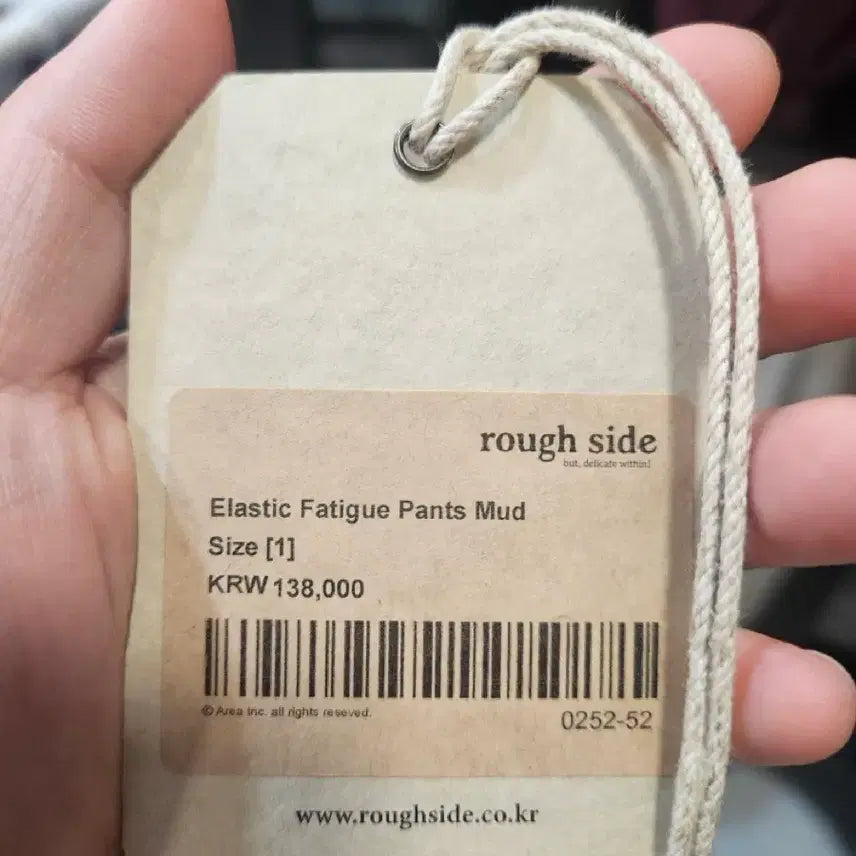 rough side
but, delicate within!
Elastic Fatigue Pants Mud
Size [1]
KRW 138,000
© Area Inc. all rights reseved.
0252-52
www.roughside.co.kr